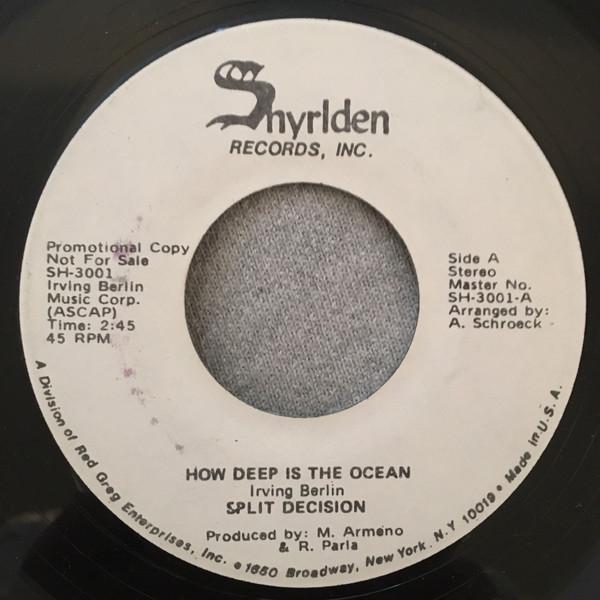 Shyrlden
RECORDS, INC.
Promotional Copy
Not For Sale
SH-3001
Irving Berlin
Music Corp.
(ASCAP)
Time: 2:45
45 RPM
Side A
Stereo
Master No.
SH-3001-A
Arranged by:
A. Schroeck
HOW DEEP IS THE OCEAN
Irving Berlin
SPLIT DECISION
Produced by: M. Armeno
& R. Parla
A Division of Red Greg Enterprises, Inc. • 1650 Broadway, New York, N.Y 10019 • Made in U.S.A.